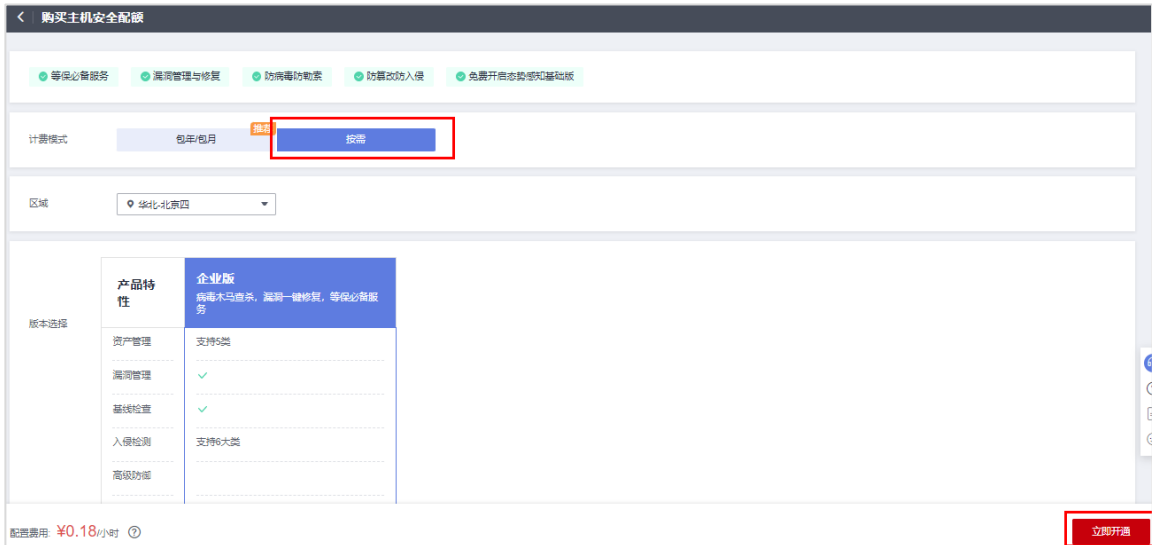 购买主机安全配额
等保必备服务 漏洞管理与修复 防病毒防勒索 防篡改防入侵 免费开启态势感知基础版
计费模式 包年/包月 推荐 按需
区域 华北-北京四
版本选择
产品特性
企业版
病毒木马查杀，漏洞一键修复，等保必备服
务
资产管理 支持5类
漏洞管理
基线检查
入侵检测 支持6大类
高级防御
配置费用: ¥0.18/小时
立即开通